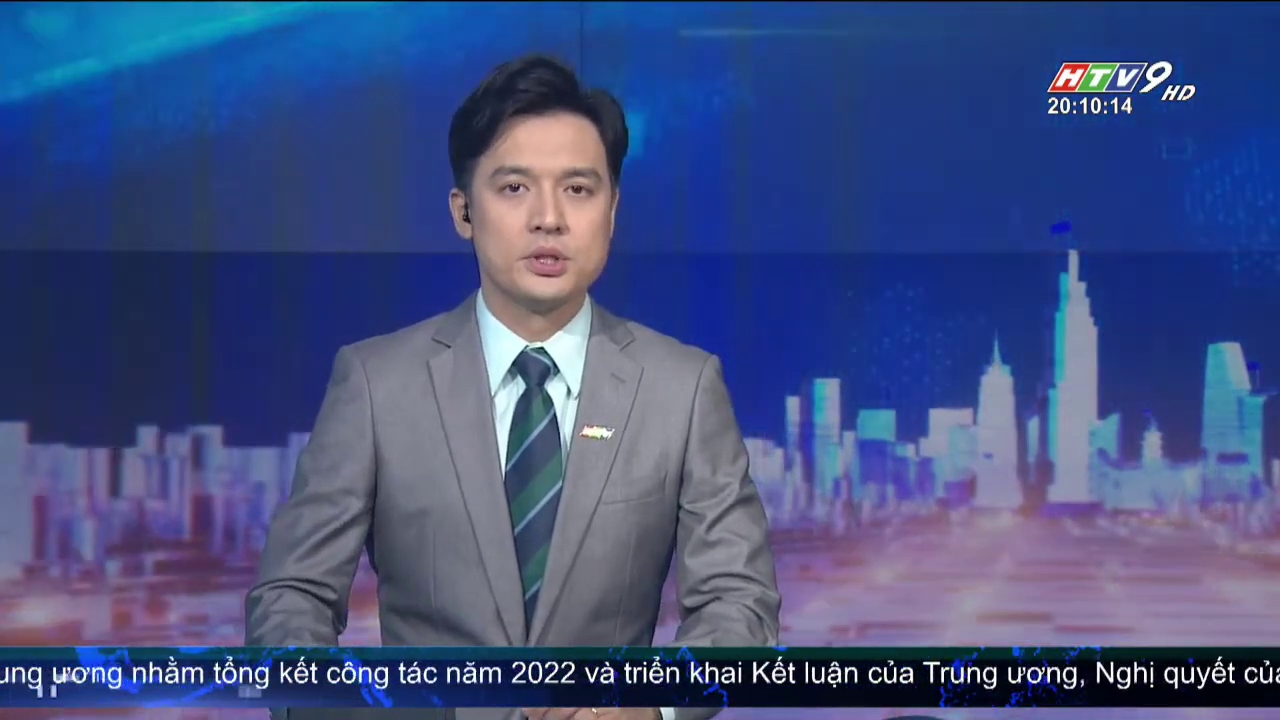 HTV9 HD
20:10:14
ung ương nhằm tổng kết công tác năm 2022 và triển khai Kết luận của Trung ương, Nghị quyết của